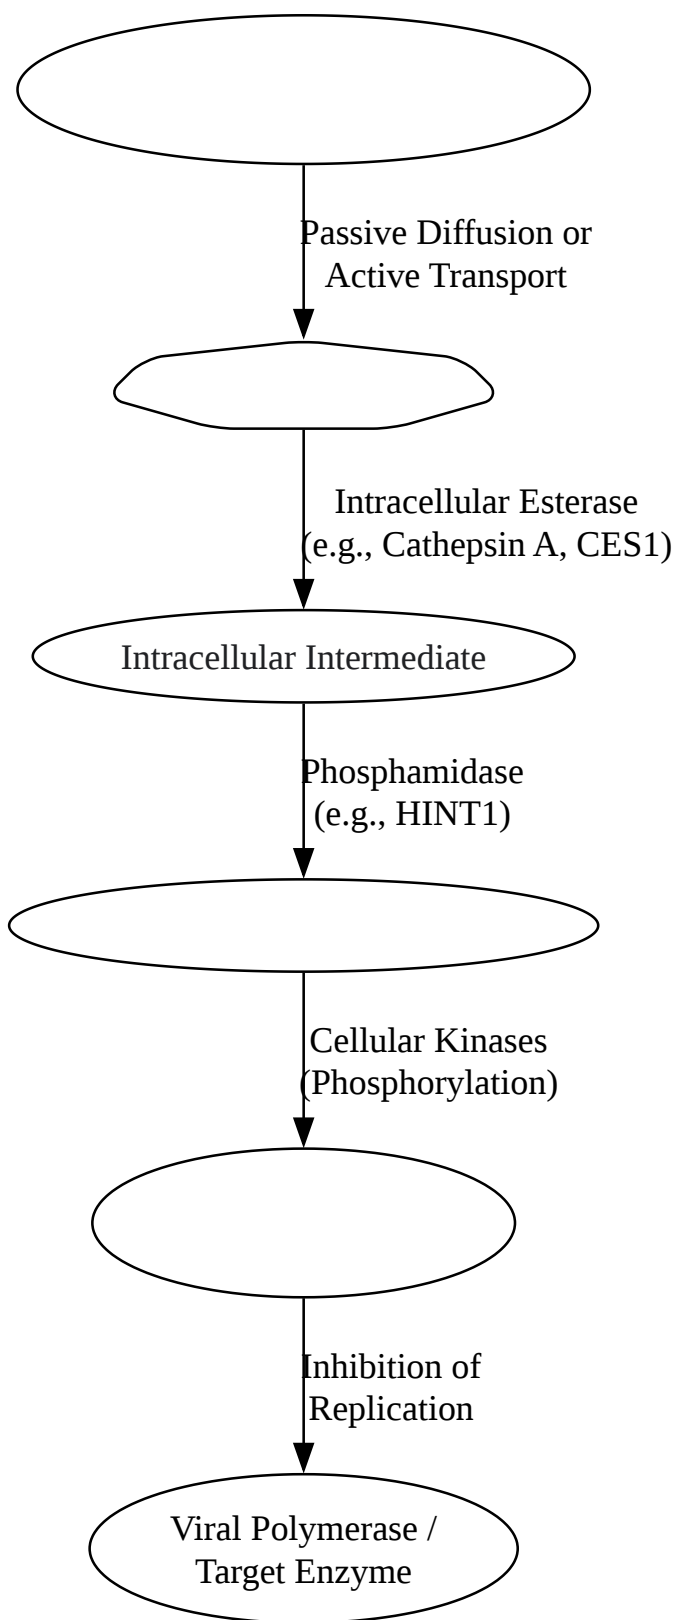 Passive Diffusion or
Active Transport
Intracellular Esterase
(e.g., Cathepsin A, CES1)
Intracellular Intermediate
Phosphamidase
(e.g., HINT1)
Cellular Kinases
(Phosphorylation)
Inhibition of
Replication
Viral Polymerase /
Target Enzyme